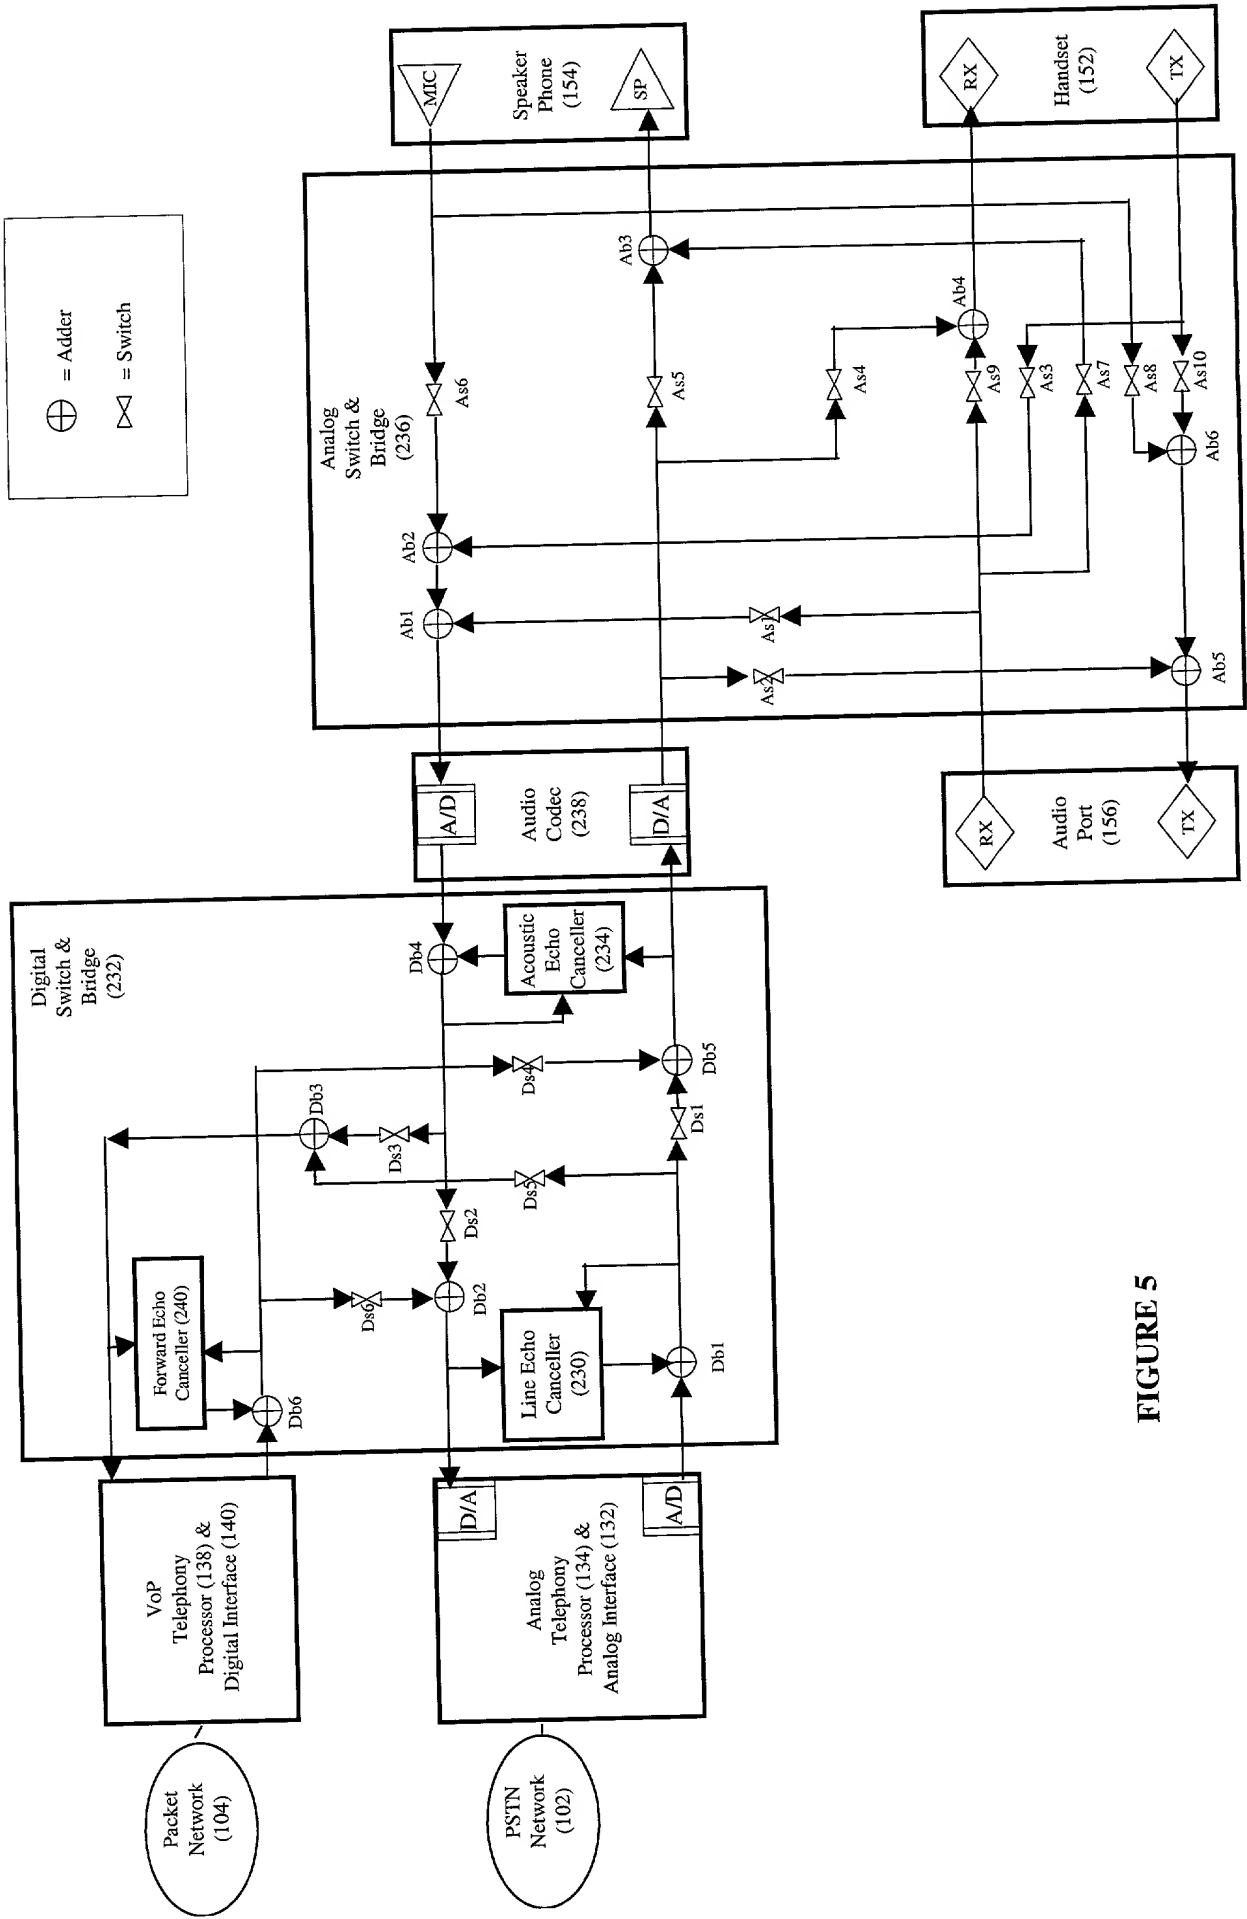 = Adder
= Switch
Packet
Network
(104)
VoP
Telephony
Processor (138) &
Digital Interface (140)
PSTN
Network
(102)
Analog
Telephony
Processor (134) &
Analog Interface (132)
D/A
A/D
Digital
Switch &
Bridge
(232)
Forward Echo
Canceller (240)
Db6
Ds6
Db2
Ds2
Db3
Ds3
Ds5
Ds4
Db4
Line Echo
Canceller
(230)
Db1
Ds1
Db5
Acoustic
Echo
Canceller
(234)
A/D
Audio
Codec
(238)
D/A
RX
Audio
Port
(156)
TX
Analog
Switch &
Bridge
(236)
Ab1
Ab2
As6
As1
As2
As5
Ab3
As4
Ab4
As9
As3
As7
As8
As10
Ab6
Ab5
MIC
Speaker
Phone
(154)
SP
RX
Handset
(152)
TX
FIGURE 5